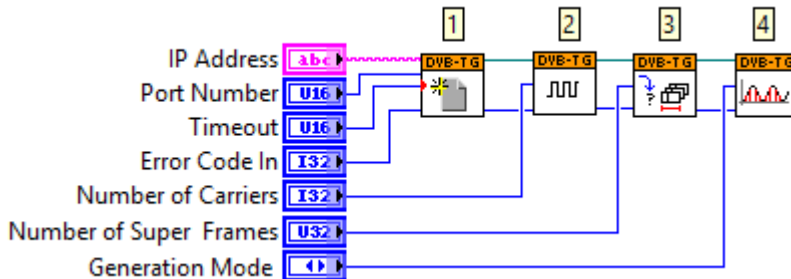 1 2 3 4
IP Address abc DVB-TG DVB-TG DVB-TG DVB-TG
Port Number U16
Timeout U16 ?
Error Code In I32
Number of Carriers I32
Number of Super Frames U32
Generation Mode